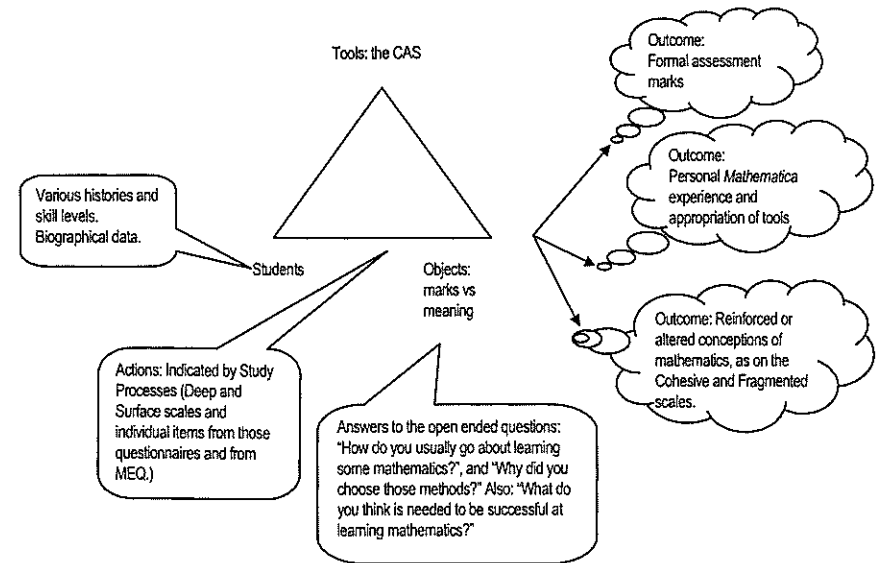 Tools: the CAS
Outcome:
Formal assessment
marks
Outcome:
Personal Mathematica
experience and
appropriation of tools
Various histories and
skill levels.
Biographical data.
Students
Objects:
marks vs
meaning
Outcome: Reinforced or
altered conceptions of
mathematics, as on the
Cohesive and Fragmented
scales.
Actions: Indicated by Study
Processes (Deep and
Surface scales and
individual items from those
questionnaires and from
MEQ.)
Answers to the open ended questions:
"How do you usually go about learning
some mathematics?", and "Why did you
choose those methods?" Also: "What do
you think is needed to be successful at
learning mathematics?"